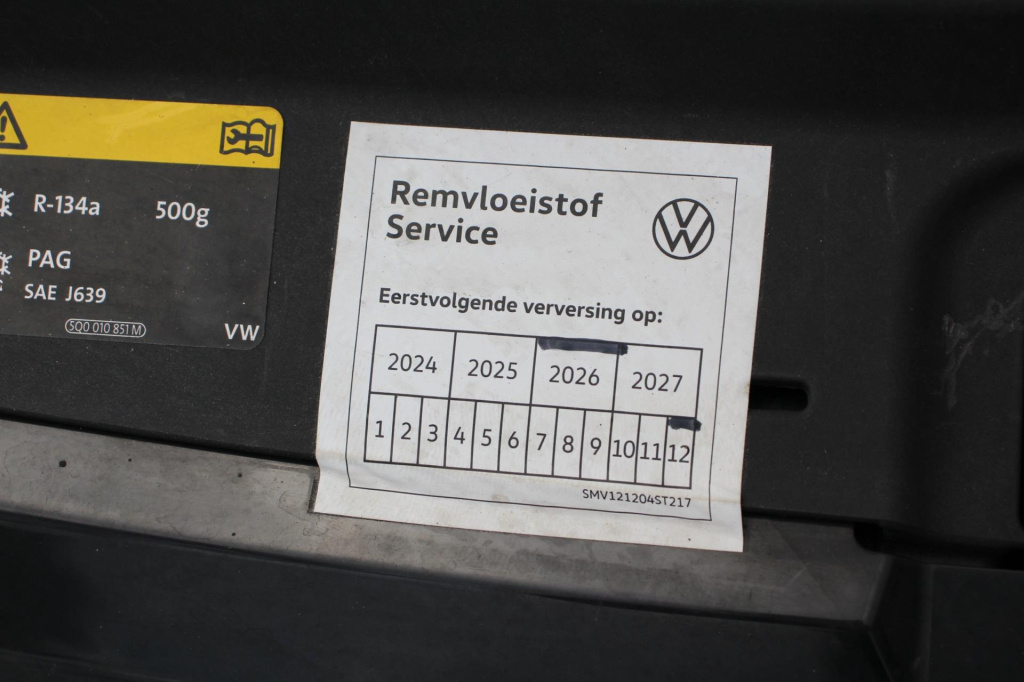 R-134a 500g
PAG
SAE J639
5Q0 010 851 M
VW
Remvloeistof
Service
Eerstvolgende verversing op:
2024 2025 2026 2027
1 2 3 4 5 6 7 8 9 10 11 12
SMV121204ST217